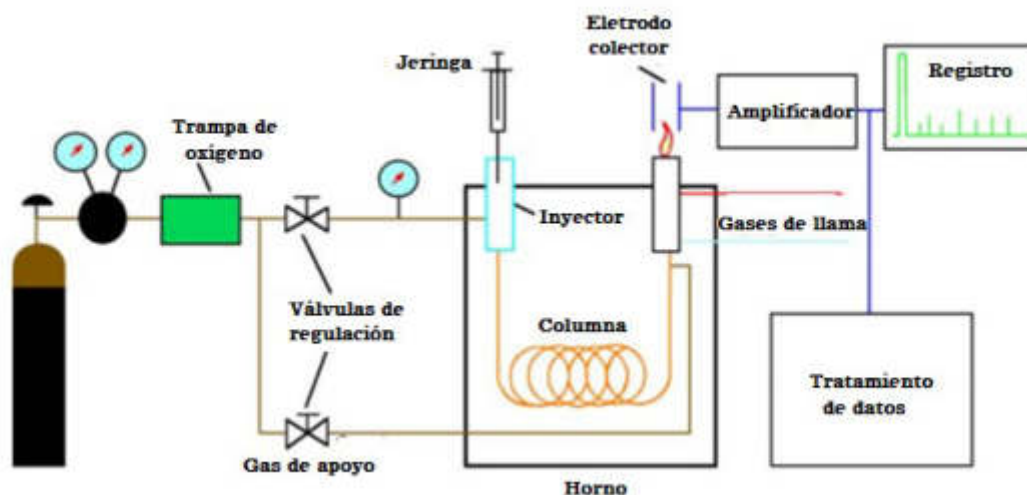 Eletrodo
colector
Jeringa
Registro
Amplificador
Trampa de
oxigeno
Inyector
Gases de llama
Válvulas de
regulación
Columna
Tratamiento
de datos
Gas de apoyo
Horno